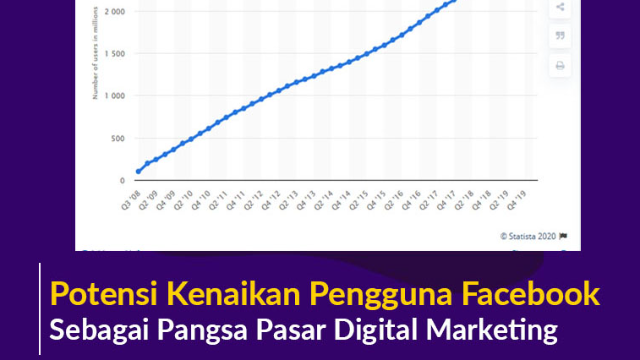 Number of users in millions
2 000
1 500
1 000
500
0
Q3 '08
Q2 '09
Q4 '09
Q2 '10
Q4 '10
Q2 '11
Q4 '11
Q2 '12
Q4 '12
Q2 '13
Q4 '13
Q2 '14
Q4 '14
Q2 '15
Q4 '15
Q2 '16
Q4 '16
Q2 '17
Q4 '17
Q2 '18
Q4 '18
Q2 '19
Q4 '19
© Statista 2020
Potensi Kenaikan Pengguna Facebook
Sebagai Pangsa Pasar Digital Marketing